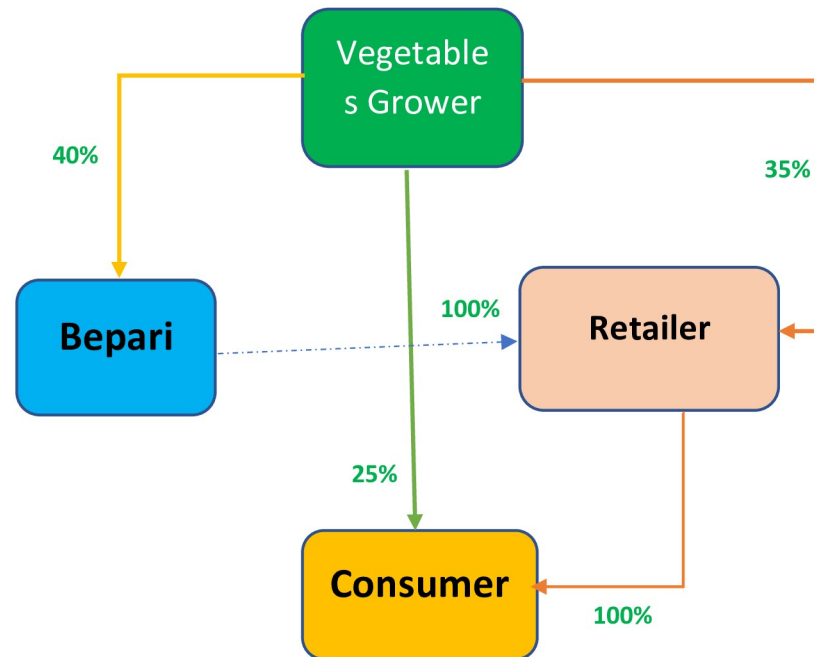 Vegetable
s Grower
40%
35%
100%
Bepari
Retailer
25%
Consumer
100%